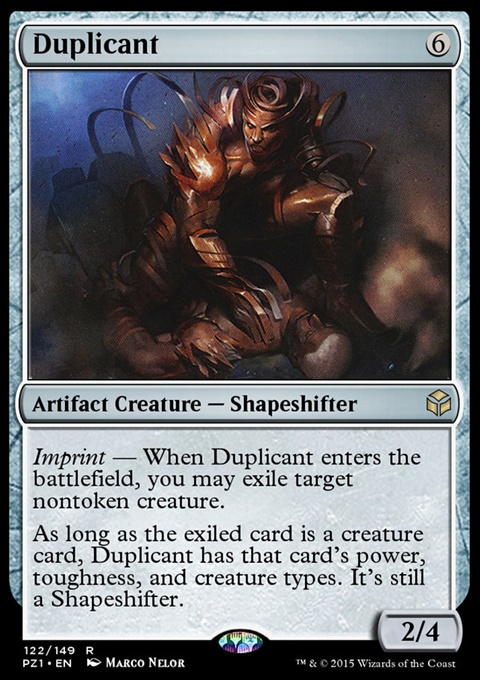 Duplicant 6
Artifact Creature — Shapeshifter
Imprint — When Duplicant enters the
battlefield, you may exile target
nontoken creature.
As long as the exiled card is a creature
card, Duplicant has that card's power,
toughness, and creature types. It's still
a Shapeshifter.
2/4
122/149 R
PZ1 • EN Marco Nelor
™ & © 2015 Wizards of the Coast